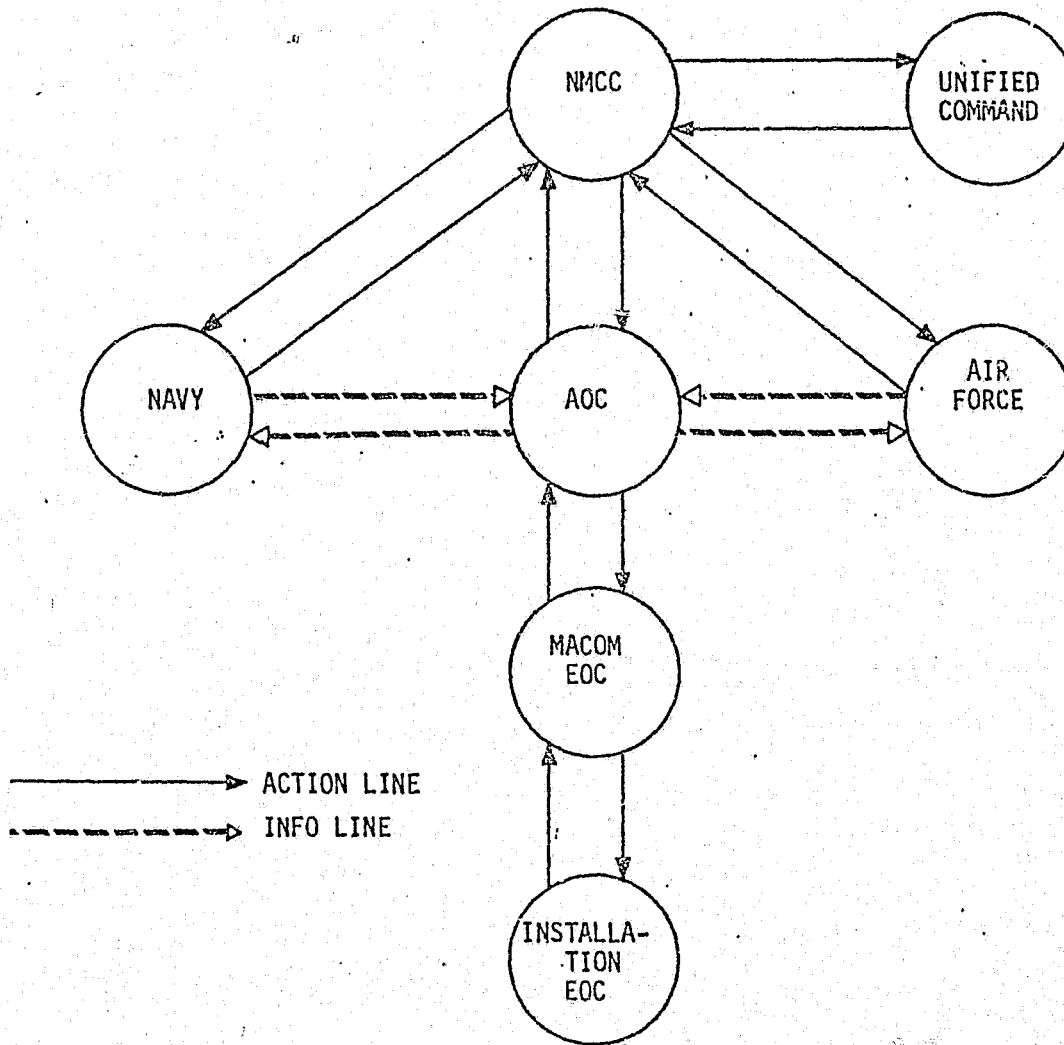 NMCC
UNIFIED
COMMAND
NAVY
AOC
AIR
FORCE
MACOM
EOC
ACTION LINE
INFO LINE
INSTALLA-
TION
EOC